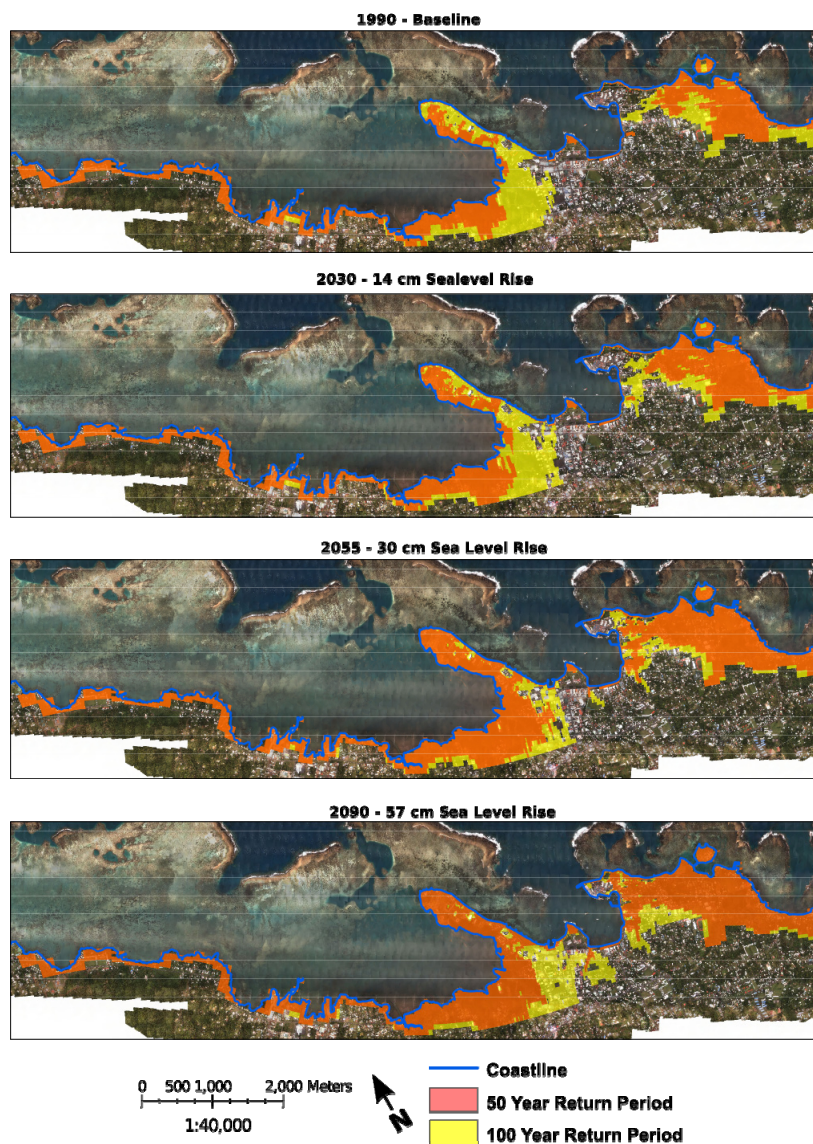 1990 - Baseline
2030 - 14 cm Sealevel Rise
2055 - 30 cm Sea Level Rise
2090 - 57 cm Sea Level Rise
0 500 1,000 2,000 Meters
1:40,000
N
Coastline
50 Year Return Period
100 Year Return Period